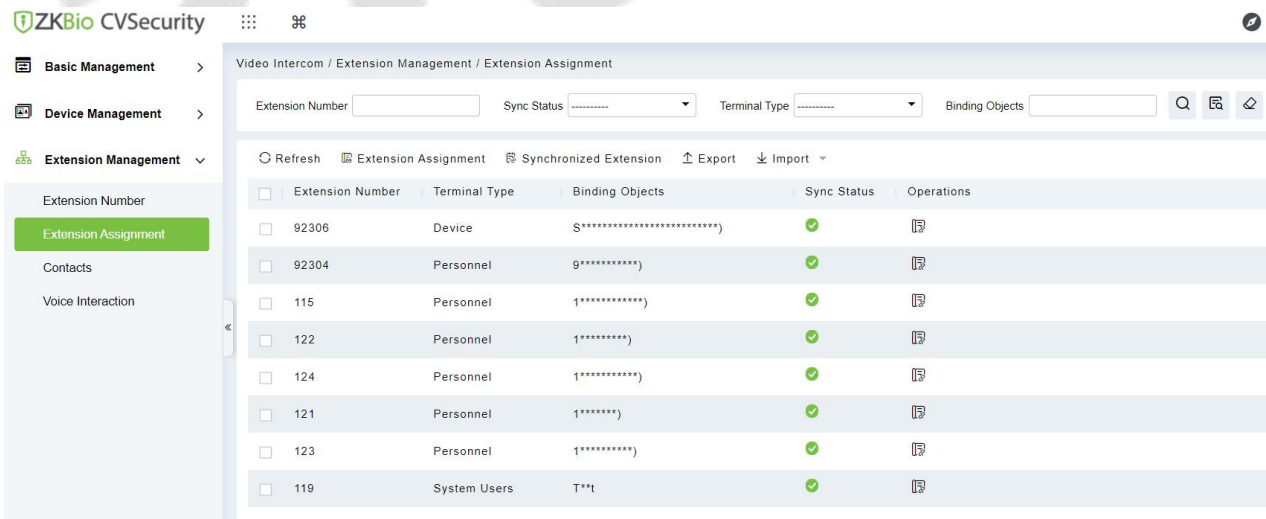 ZKBio CVSecurity
Basic Management
Device Management
Extension Management
Extension Number
Extension Assignment
Contacts
Voice Interaction
Video Intercom / Extension Management / Extension Assignment
Extension Number Sync Status ---------- Terminal Type ---------- Binding Objects
Refresh Extension Assignment Synchronized Extension Export Import
Extension Number Terminal Type Binding Objects Sync Status Operations
92306 Device S**************************)
92304 Personnel 9***********)
115 Personnel 1************)
122 Personnel 1*********)
124 Personnel 1***********)
121 Personnel 1*******)
123 Personnel 1**********)
119 System Users T**t